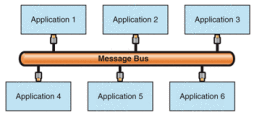 Application 1
Application 2
Application 3
Message Bus
Application 4
Application 5
Application 6